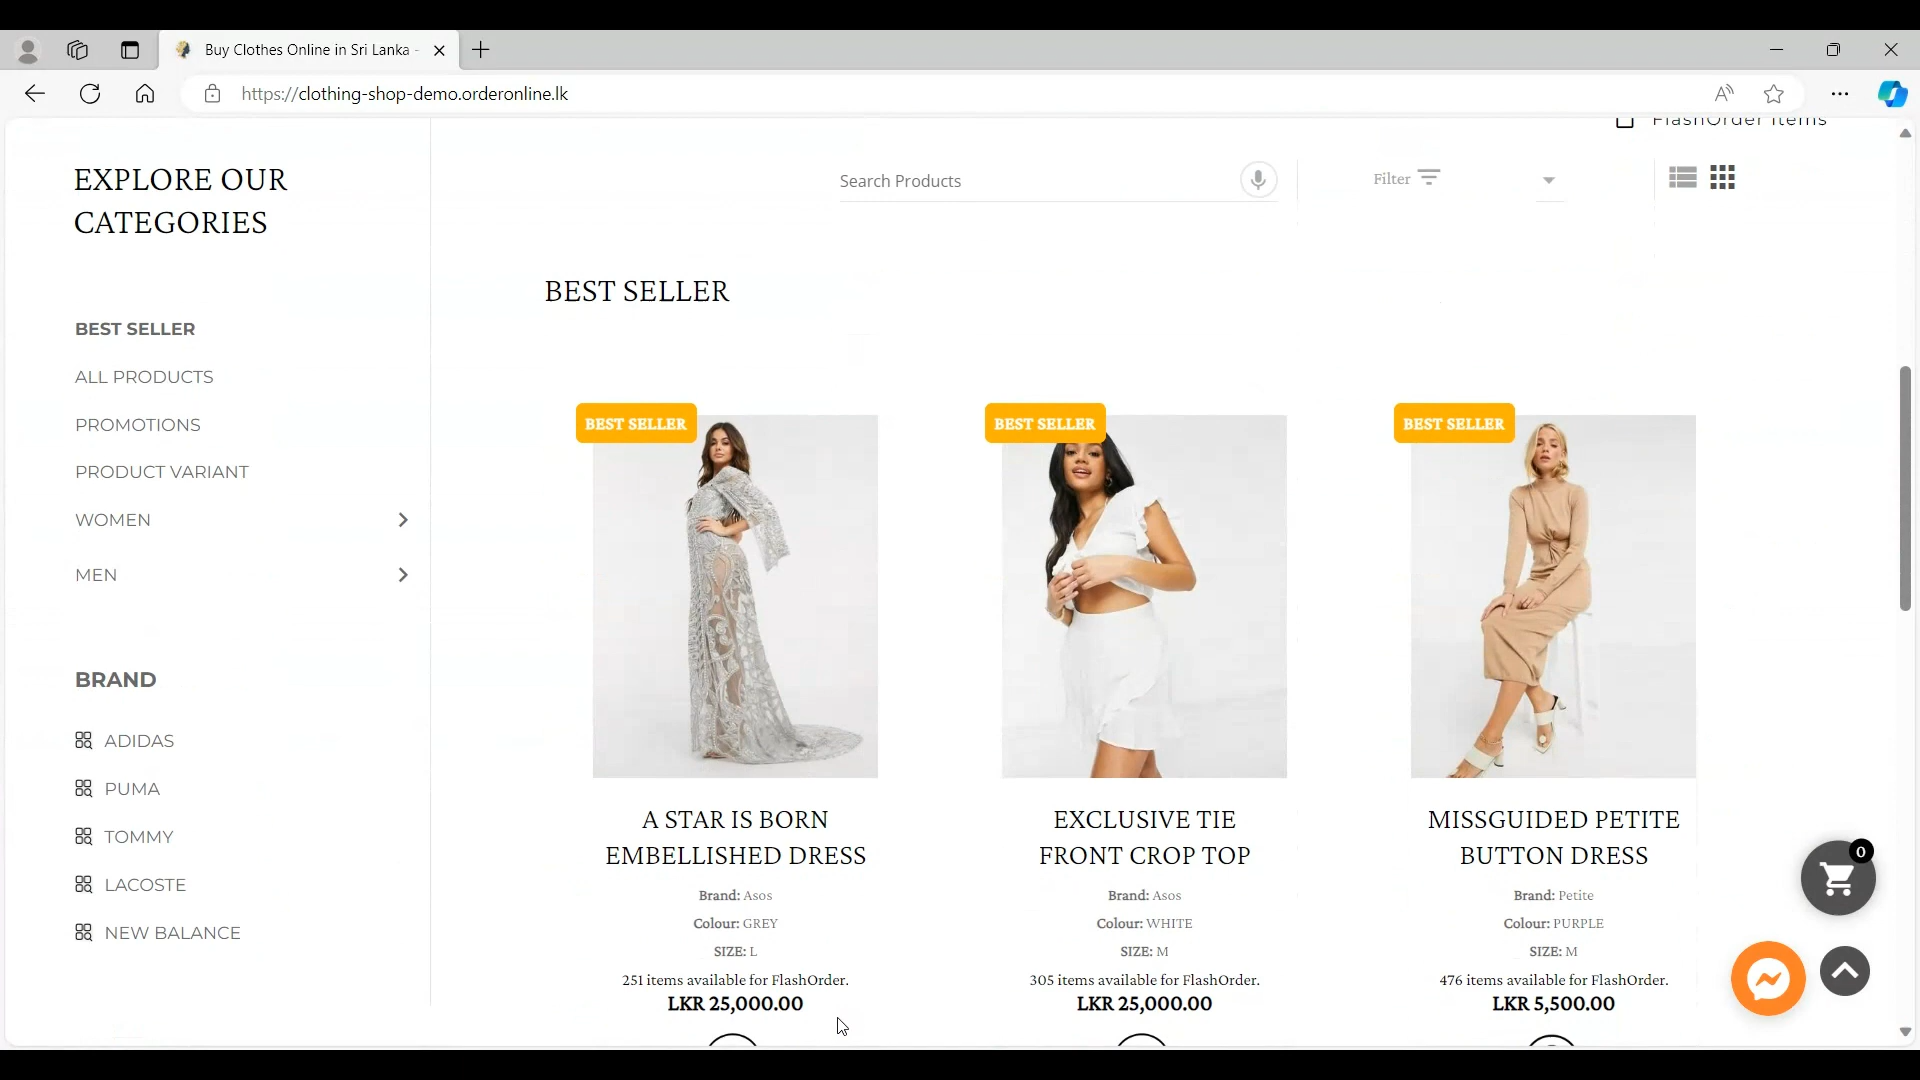 Buy Clothes Online in Sri Lanka -
https://clothing-shop-demo.orderonline.lk
FlashOrder Items
EXPLORE OUR
CATEGORIES
Search Products
Filter
BEST SELLER
BEST SELLER
ALL PRODUCTS
PROMOTIONS
PRODUCT VARIANT
WOMEN
MEN
BRAND
ADIDAS
PUMA
TOMMY
LACOSTE
NEW BALANCE
BEST SELLER
BEST SELLER
BEST SELLER
A STAR IS BORN
EMBELLISHED DRESS
Brand: Asos
Colour: GREY
SIZE: L
251 items available for FlashOrder.
LKR 25,000.00
EXCLUSIVE TIE
FRONT CROP TOP
Brand: Asos
Colour: WHITE
SIZE: M
305 items available for FlashOrder.
LKR 25,000.00
MISSGUIDED PETITE
BUTTON DRESS
Brand: Petite
Colour: PURPLE
SIZE: M
476 items available for FlashOrder.
LKR 5,500.00
0